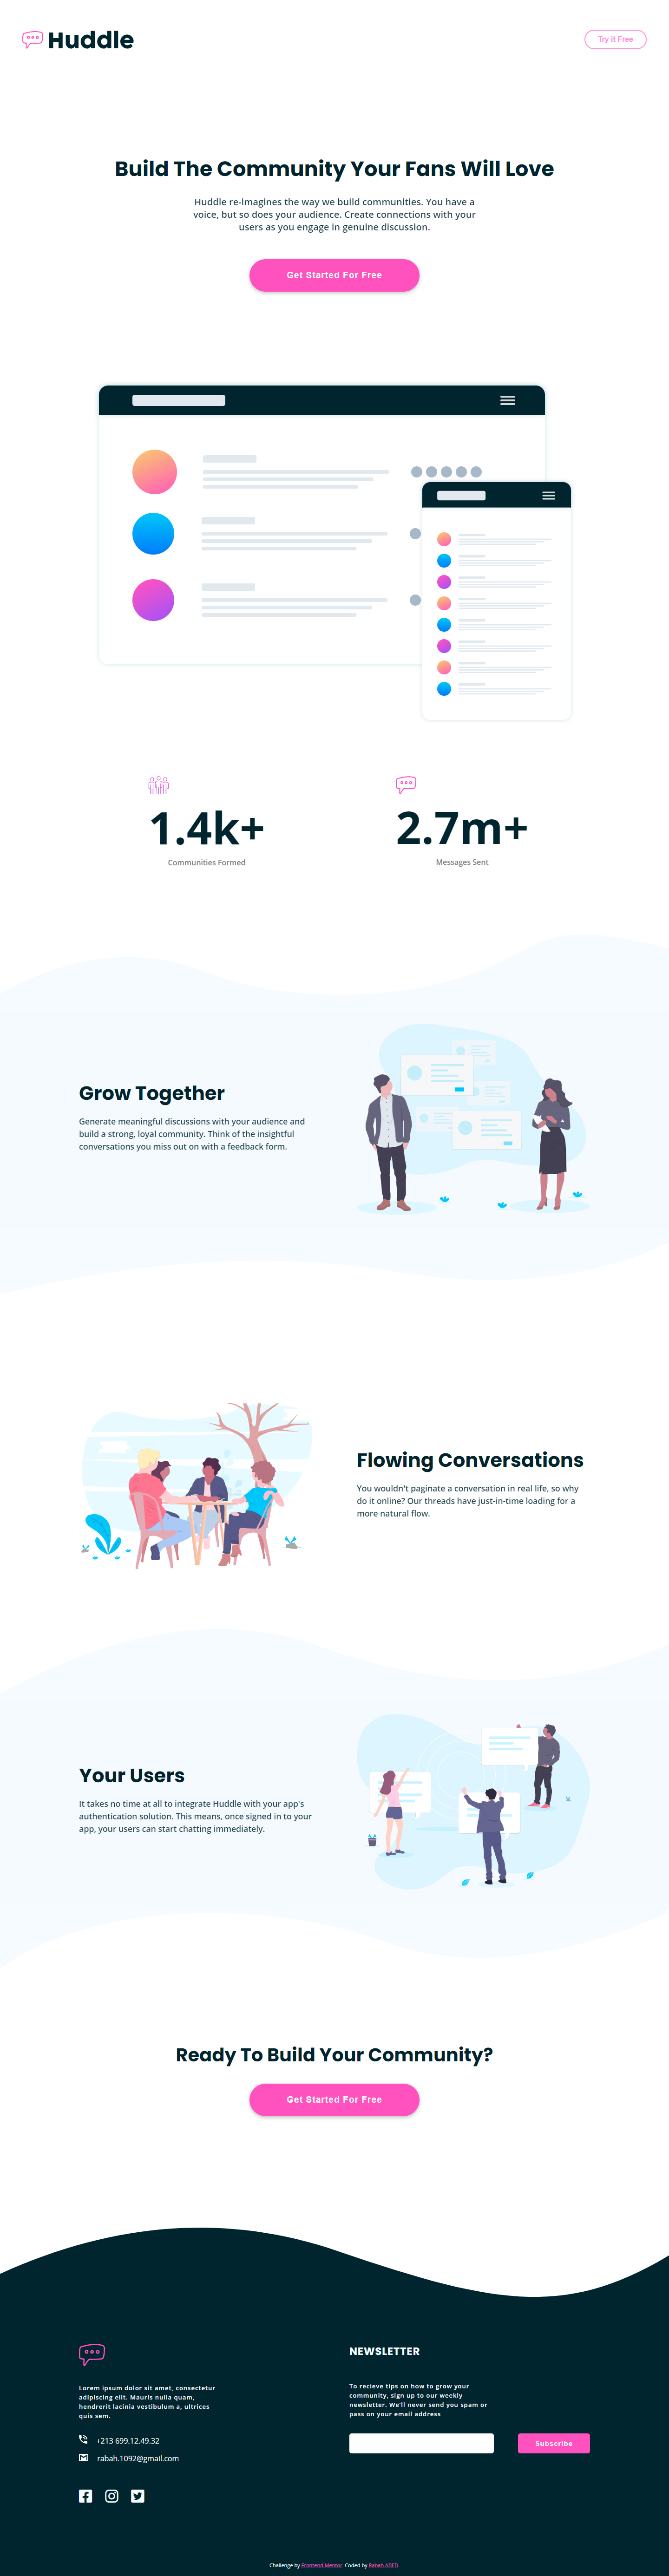 Huddle
Try It Free
Build The Community Your Fans Will Love
Huddle re-imagines the way we build communities. You have a
voice, but so does your audience. Create connections with your
users as you engage in genuine discussion.
Get Started For Free
1.4k+
Communities Formed
2.7m+
Messages Sent
Grow Together
Generate meaningful discussions with your audience and
build a strong, loyal community. Think of the insightful
conversations you miss out on with a feedback form.
Flowing Conversations
You wouldn't paginate a conversation in real life, so why
do it online? Our threads have just-in-time loading for a
more natural flow.
Your Users
It takes no time at all to integrate Huddle with your app's
authentication solution. This means, once signed in to your
app, your users can start chatting immediately.
Ready To Build Your Community?
Get Started For Free
Lorem ipsum dolor sit amet, consectetur
adipiscing elit. Mauris nulla quam,
hendrerit lacinia vestibulum a, ultrices
quis sem.
+213 699.12.49.32
rabah.1092@gmail.com
NEWSLETTER
To recieve tips on how to grow your
community, sign up to our weekly
newsletter. We'll never send you spam or
pass on your email address
Subscribe
Challenge by Frontend Mentor. Coded by Rabah ABED.